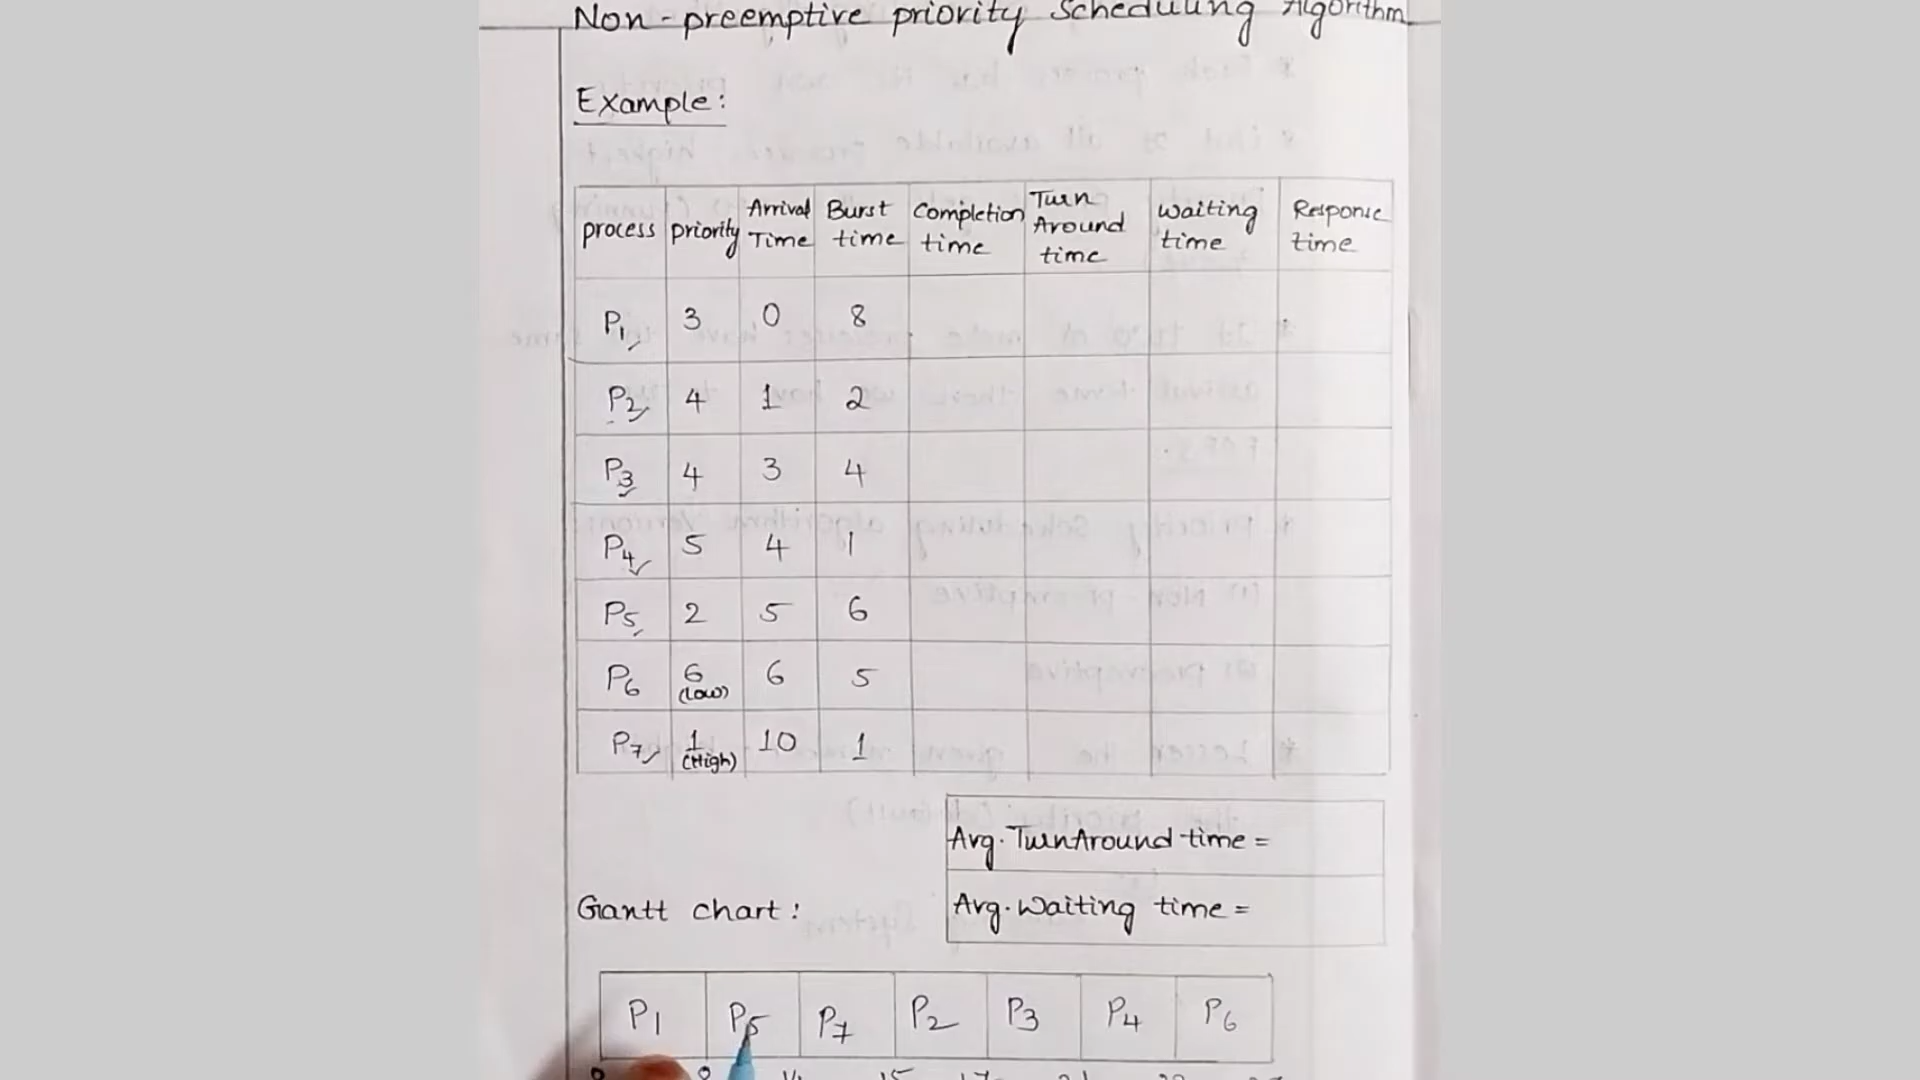 Non-preemptive priority Scheduling Algorithm
Example:
process priority Arrival Time Burst time Completion time Turn Around time Waiting time Response time
P1 3 0 8
P2 4 1 2
P3 4 3 4
P4 5 4 1
P5 2 5 6
P6 6 (Low) 6 5
P7 1 (High) 10 1
Avg. TurnAround time =
Gantt chart:
Avg. Waiting time =
P1 P5 P7 P2 P3 P4 P6